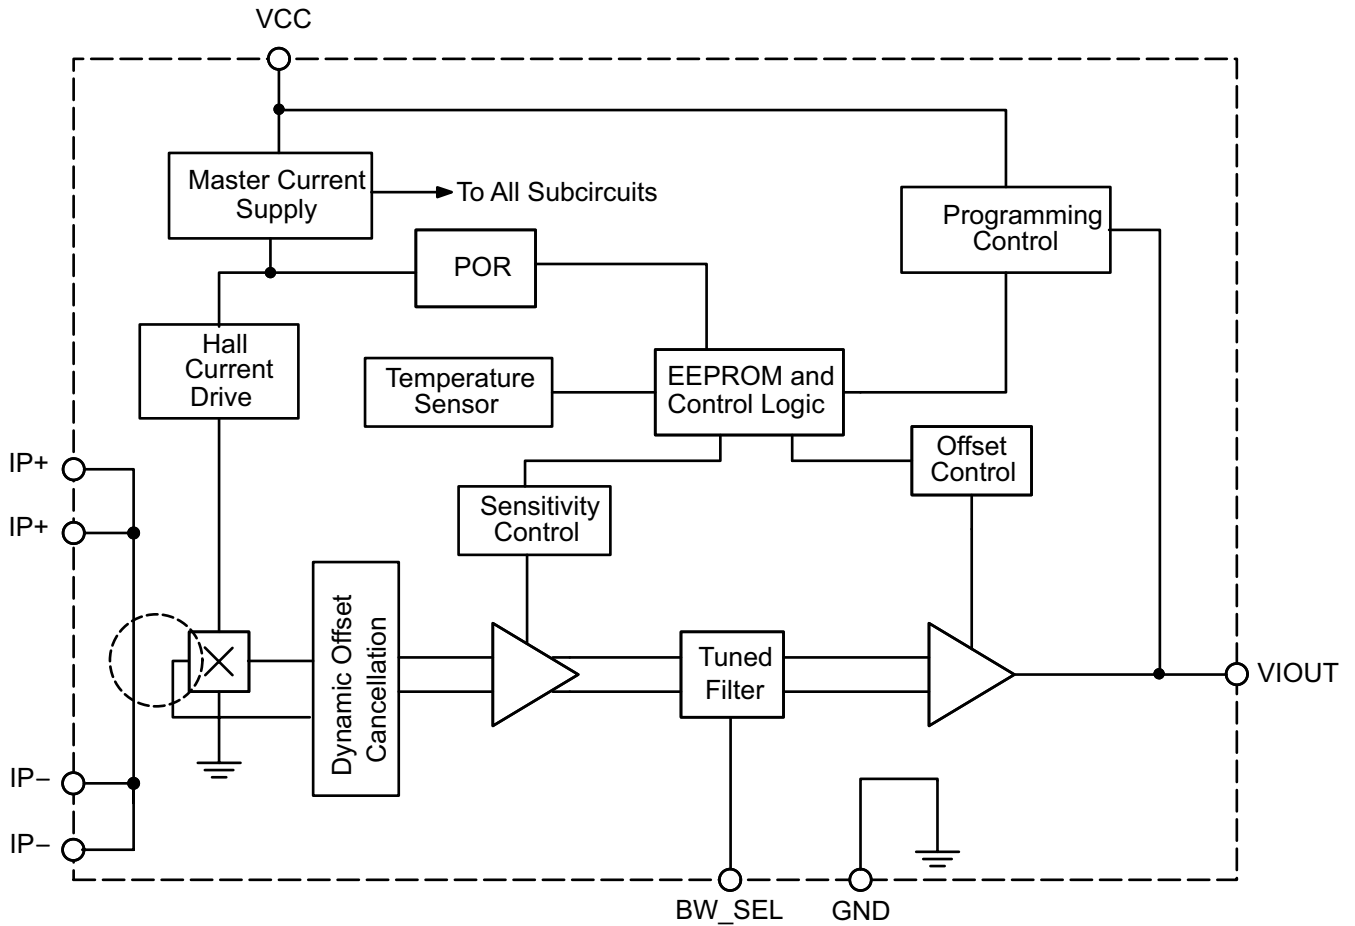 VCC
Master Current
Supply
To All Subcircuits
Programming
Control
POR
Hall
Current
Drive
Temperature
Sensor
EEPROM and
Control Logic
Offset
Control
IP+
IP+
Sensitivity
Control
Dynamic Offset
Cancellation
Tuned
Filter
VIOUT
IP−
IP−
BW_SEL
GND